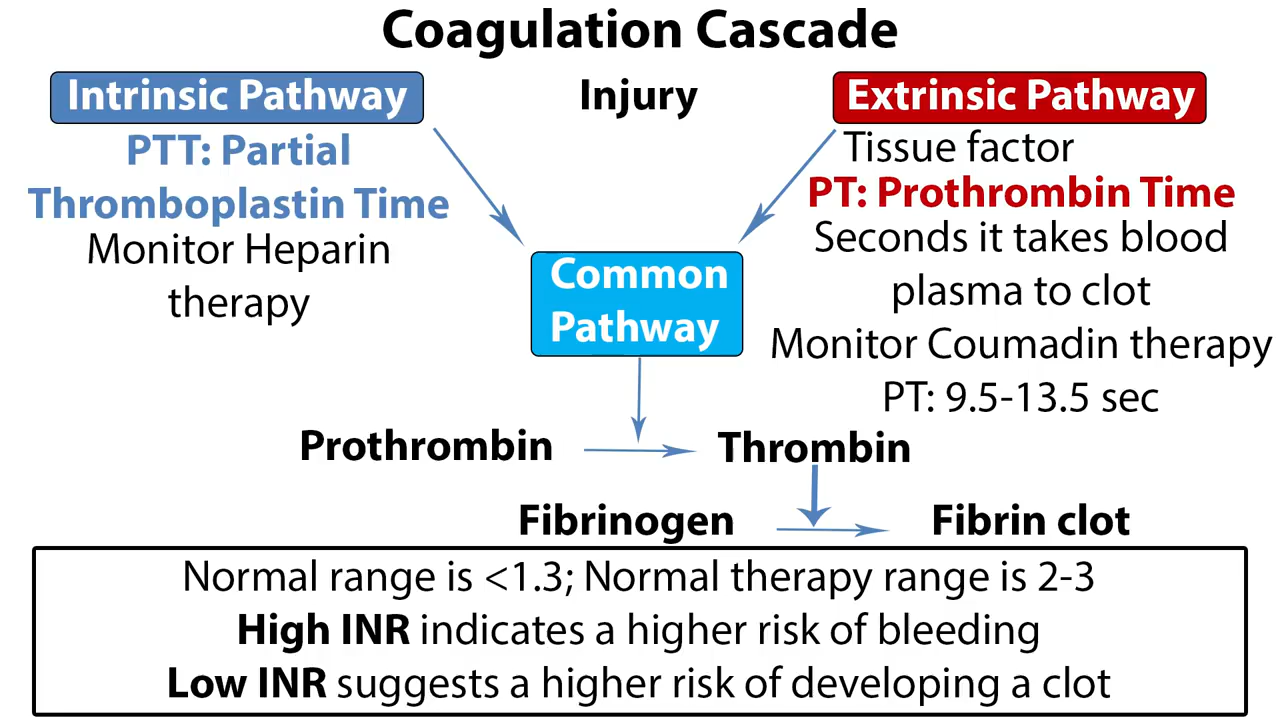 Coagulation Cascade
Intrinsic Pathway
PTT: Partial
Thromboplastin Time
Monitor Heparin
therapy
Injury
Extrinsic Pathway
Tissue factor
PT: Prothrombin Time
Seconds it takes blood
plasma to clot
Monitor Coumadin therapy
PT: 9.5-13.5 sec
Common
Pathway
Prothrombin
Thrombin
Fibrinogen
Fibrin clot
Normal range is <1.3; Normal therapy range is 2-3
High INR indicates a higher risk of bleeding
Low INR suggests a higher risk of developing a clot